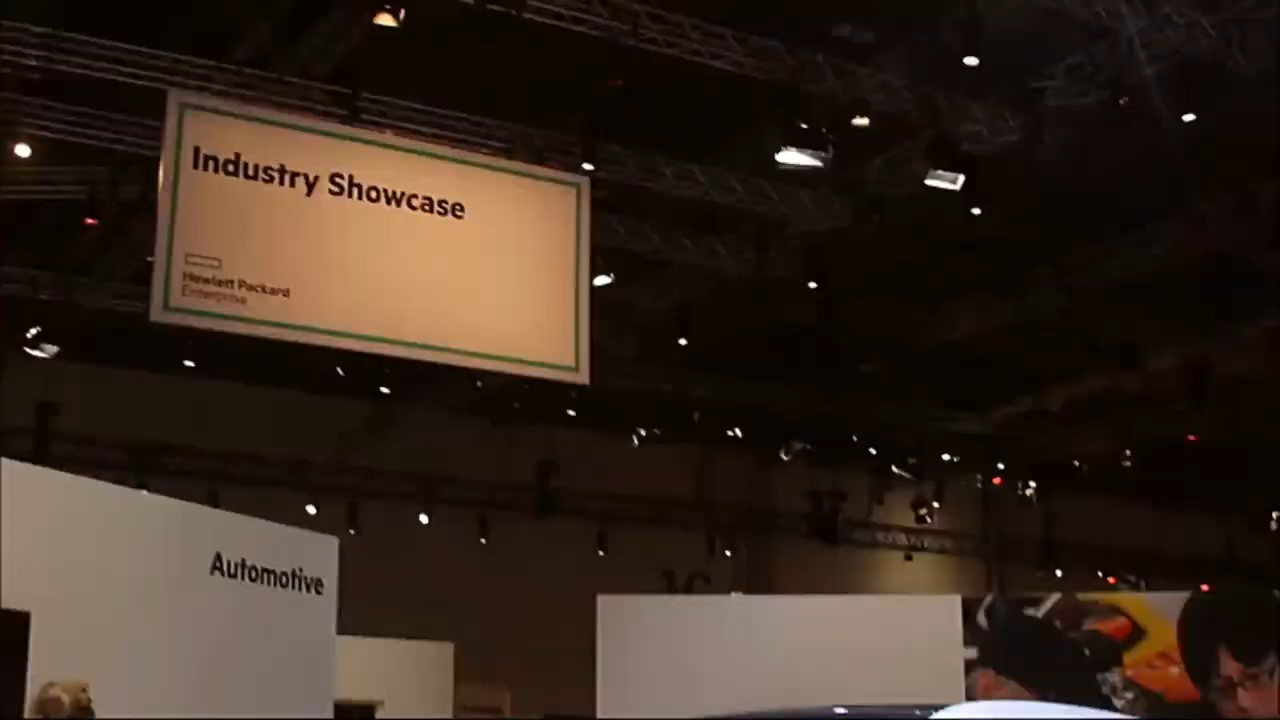 Industry Showcase
Hewlett Packard
Enterprise
Automotive